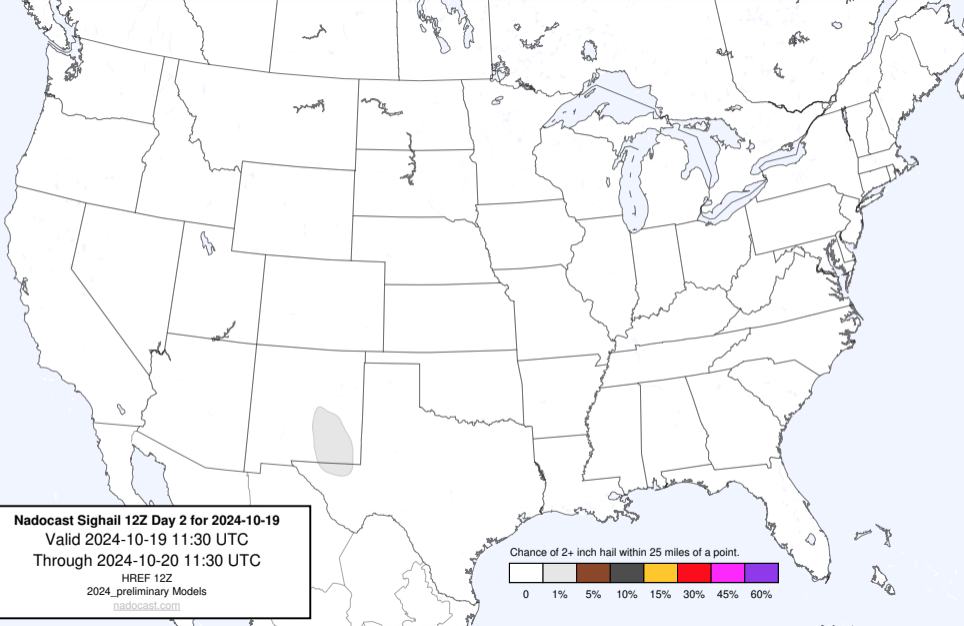 Nadocast Sighail 12Z Day 2 for 2024-10-19
Valid 2024-10-19 11:30 UTC
Through 2024-10-20 11:30 UTC
HREF 12Z
2024_preliminary Models
nadocast.com
Chance of 2+ inch hail within 25 miles of a point.
0 1% 5% 10% 15% 30% 45% 60%